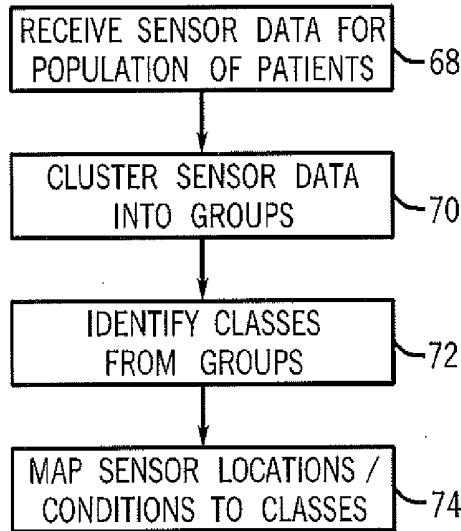 RECEIVE SENSOR DATA FOR
POPULATION OF PATIENTS
68
CLUSTER SENSOR DATA
INTO GROUPS
70
IDENTIFY CLASSES
FROM GROUPS
72
MAP SENSOR LOCATIONS /
CONDITIONS TO CLASSES
74